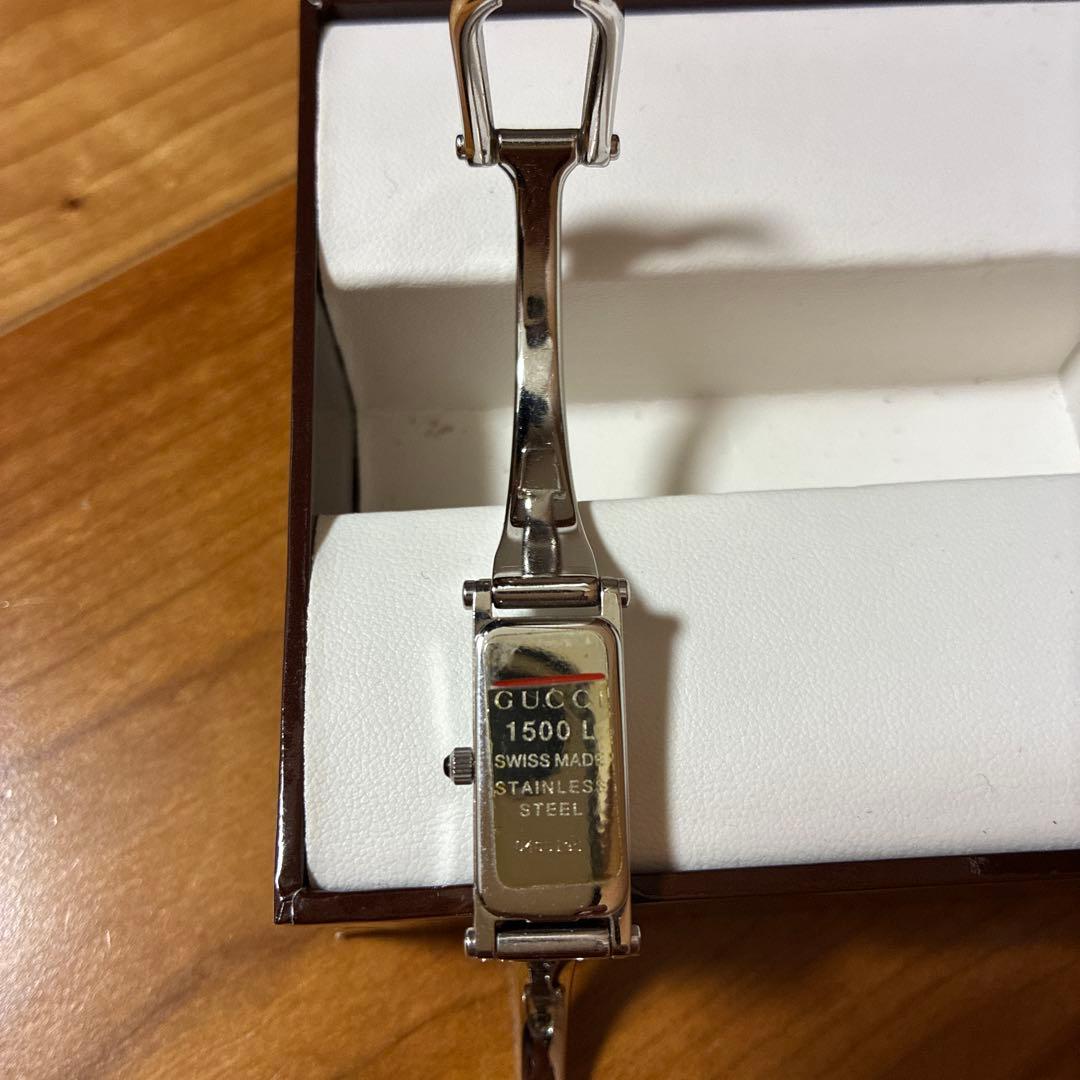 GUCCI
1500 L
SWISS MADE
STAINLESS
STEEL